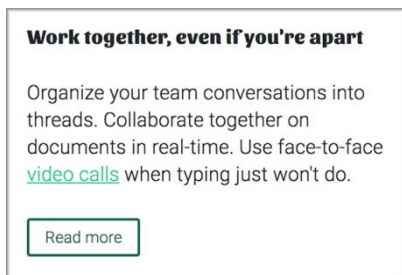 Work together, even if you're apart
Organize your team conversations into
threads. Collaborate together on
documents in real-time. Use face-to-face
video calls when typing just won't do.
Read more